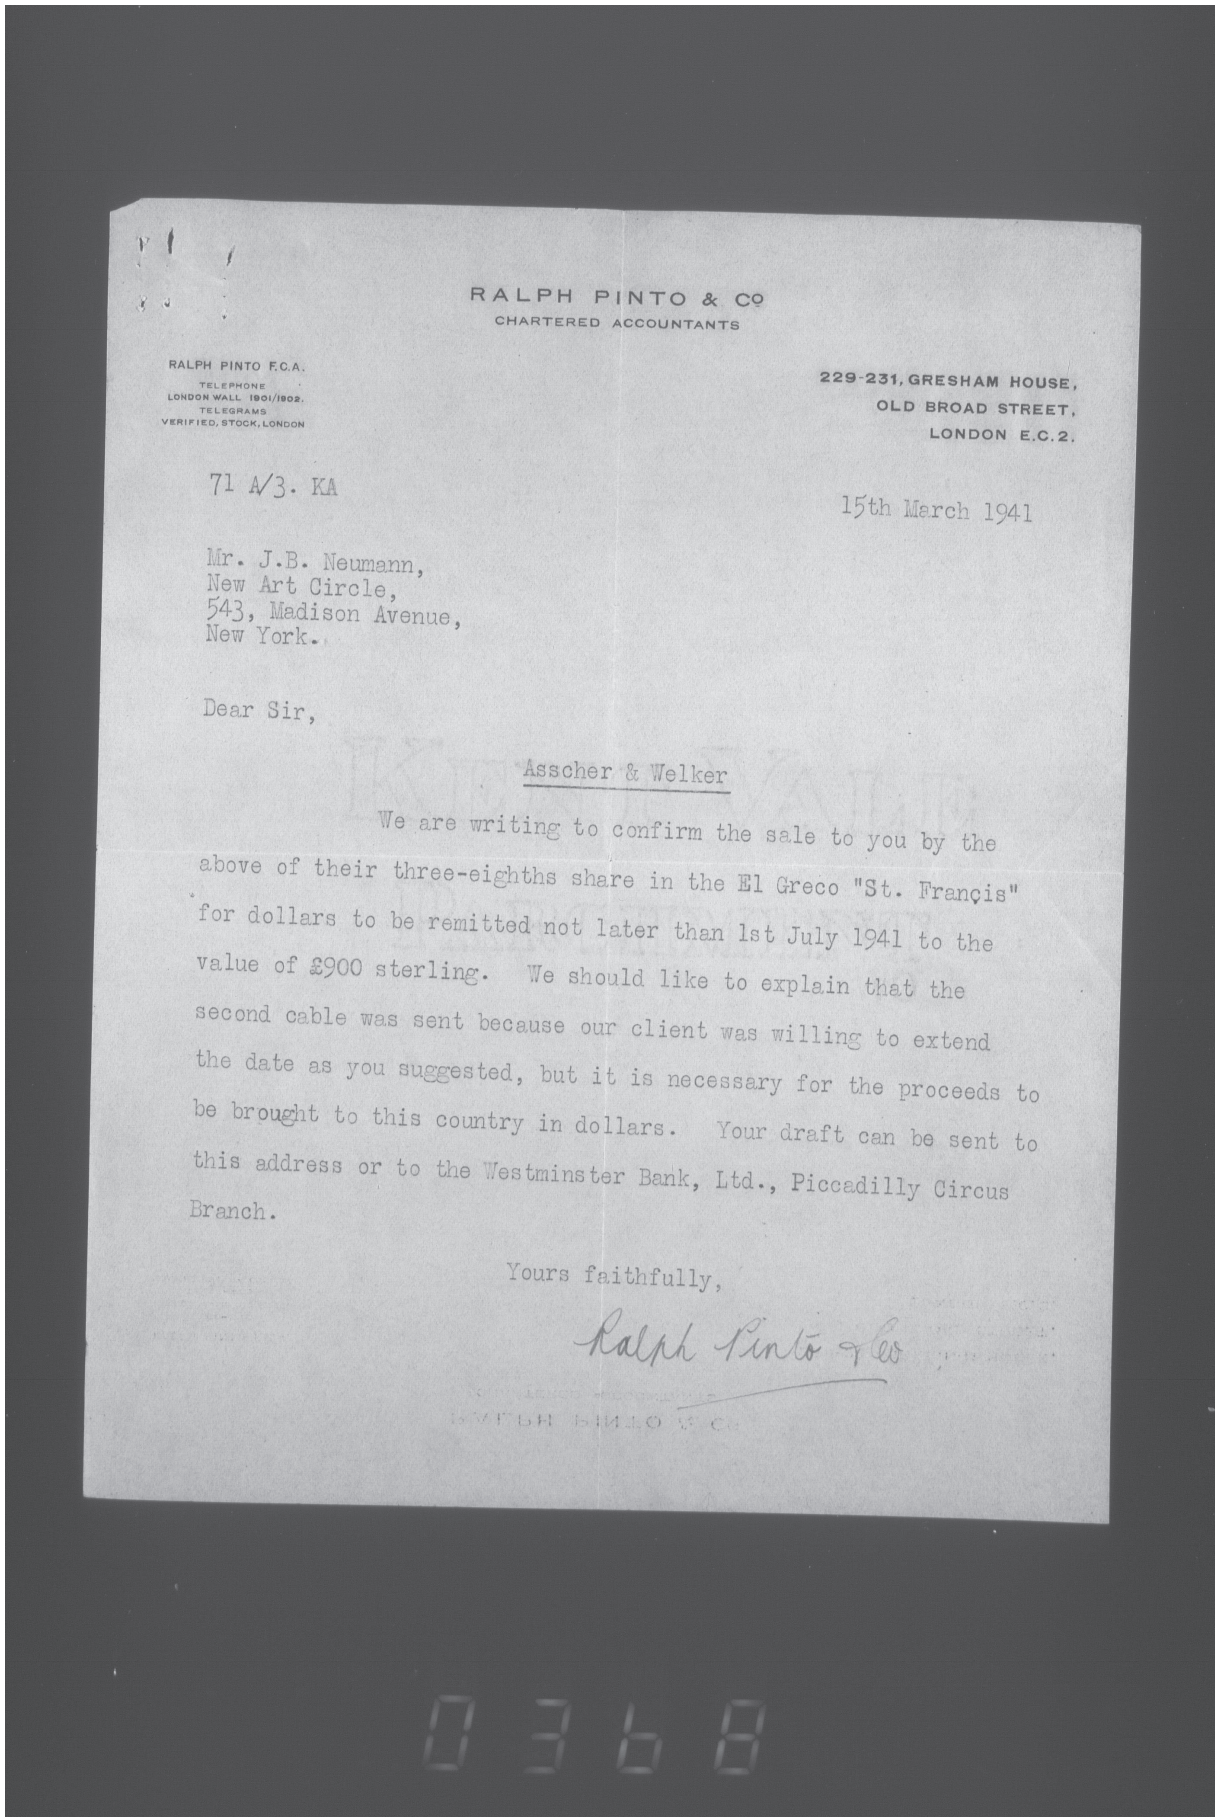 RALPH PINTO & Co
CHARTERED ACCOUNTANTS
RALPH PINTO F.C.A.
TELEPHONE
LONDON WALL 1901/1902.
TELEGRAMS
VERIFIED, STOCK, LONDON
229-231, GRESHAM HOUSE,
OLD BROAD STREET,
LONDON E.C.2.
71 A/3. KA
15th March 1941
Mr. J.B. Neumann,
New Art Circle,
543, Madison Avenue,
New York.
Dear Sir,
Asscher & Welker
We are writing to confirm the sale to you by the
above of their three-eighths share in the El Greco "St. Françis"
for dollars to be remitted not later than 1st July 1941 to the
value of £900 sterling. We should like to explain that the
second cable was sent because our client was willing to extend
the date as you suggested, but it is necessary for the proceeds to
be brought to this country in dollars. Your draft can be sent to
this address or to the Westminster Bank, Ltd., Piccadilly Circus
Branch.
Yours faithfully,
Ralph Pinto & Co
0368